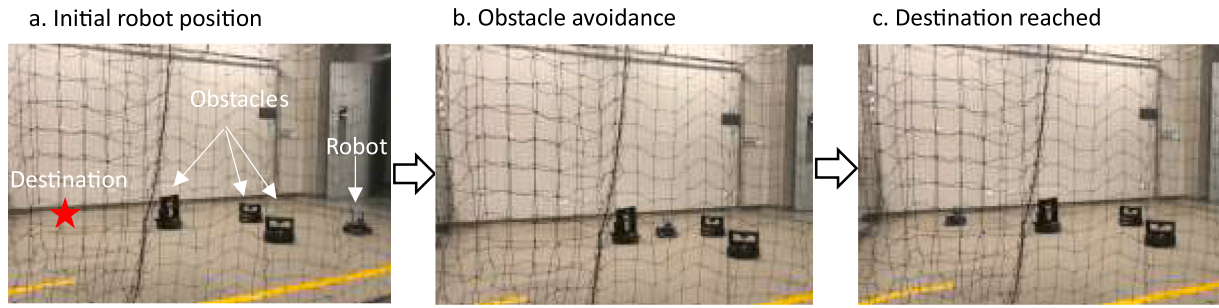 a. Initial robot position
b. Obstacle avoidance
c. Destination reached
Obstacles
Robot
Destination